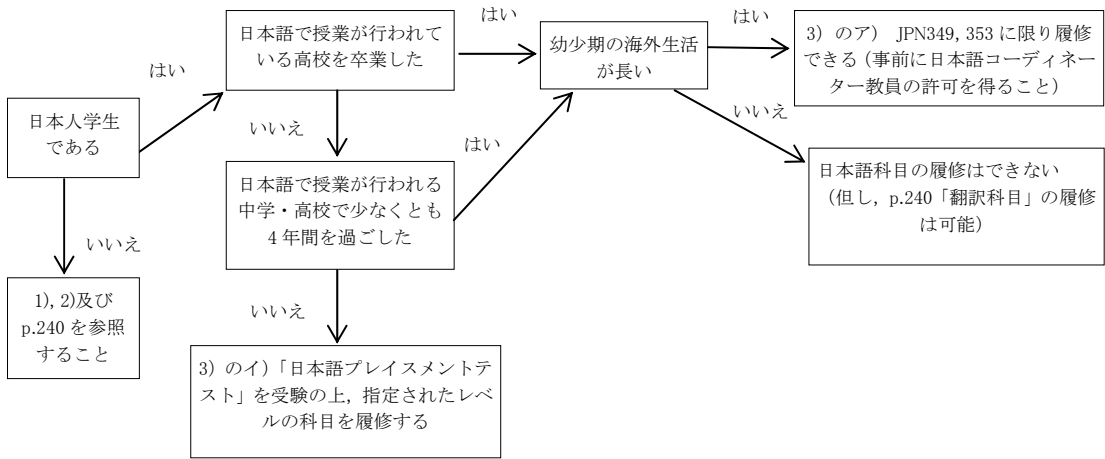 日本人学生
である
はい
いいえ
1), 2)及び
p.240 を参照
すること
日本語で授業が行われて
いる高校を卒業した
はい
いいえ
日本語で授業が行われる
中学・高校で少なくとも
4 年間を過ごした
はい
いいえ
3）のイ）「日本語プレイスメントテ
スト」を受験の上，指定されたレベ
ルの科目を履修する
幼少期の海外生活
が長い
はい
いいえ
3）のア） JPN349, 353 に限り履修
できる（事前に日本語コーディネー
ター教員の許可を得ること）
日本語科目の履修はできない
（但し，p.240「翻訳科目」の履修
は可能）